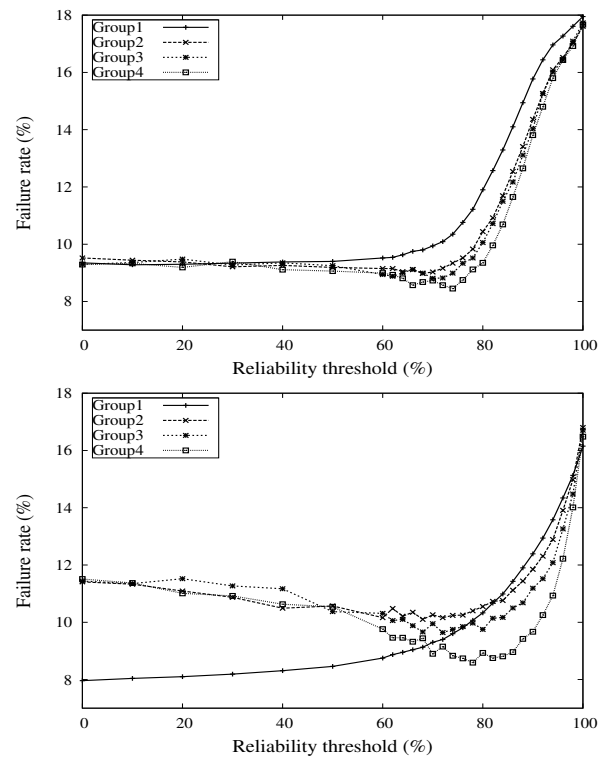 18
16
14
12
10
8
Failure rate (%)
Group1
Group2
Group3
Group4
0 20 40 60 80 100
Reliability threshold (%)
18
16
14
12
10
8
Failure rate (%)
Group1
Group2
Group3
Group4
0 20 40 60 80 100
Reliability threshold (%)